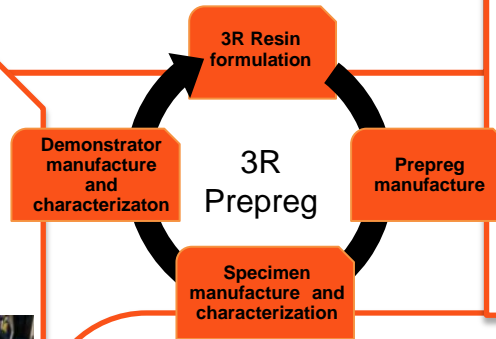 3R Resin
formulation
Demonstrator
manufacture
and
characterizaton
3R
Prepreg
Prepreg
manufacture
Specimen
manufacture and
characterization